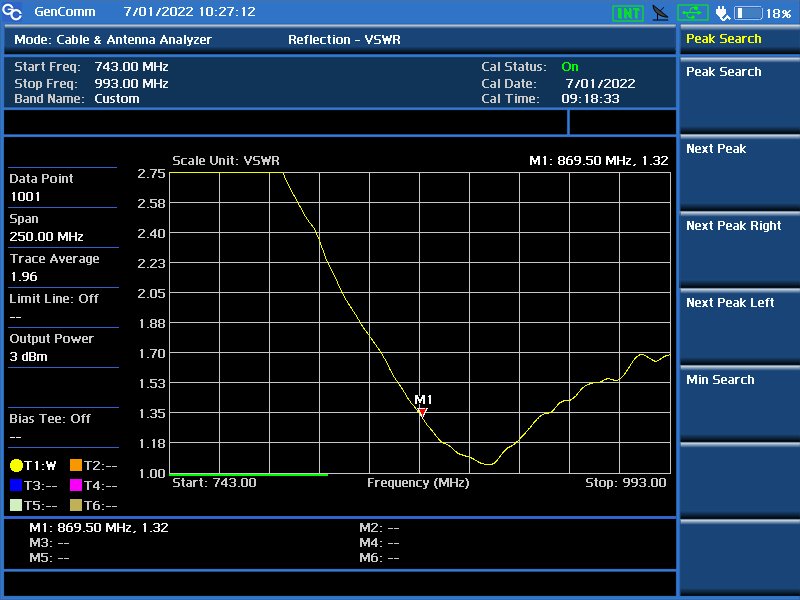 GC GenComm 7/01/2022 10:27:12 INT 18%
Mode: Cable & Antenna Analyzer Reflection - VSWR Peak Search
Start Freq: 743.00 MHz Cal Status: On
Stop Freq: 993.00 MHz Cal Date: 7/01/2022
Band Name: Custom Cal Time: 09:18:33
Peak Search
Next Peak
Next Peak Right
Next Peak Left
Min Search
Scale Unit: VSWR M1: 869.50 MHz, 1.32
Data Point
1001
Span
250.00 MHz
Trace Average
1.96
Limit Line: Off
--
Output Power
3 dBm
Bias Tee: Off
--
T1:W T2:--
T3:-- T4:--
T5:-- T6:--
2.75
2.58
2.40
2.23
2.05
1.88
1.70
1.53
1.35
1.18
1.00
M1
Start: 743.00 Frequency (MHz) Stop: 993.00
M1: 869.50 MHz, 1.32 M2: --
M3: -- M4: --
M5: -- M6: --